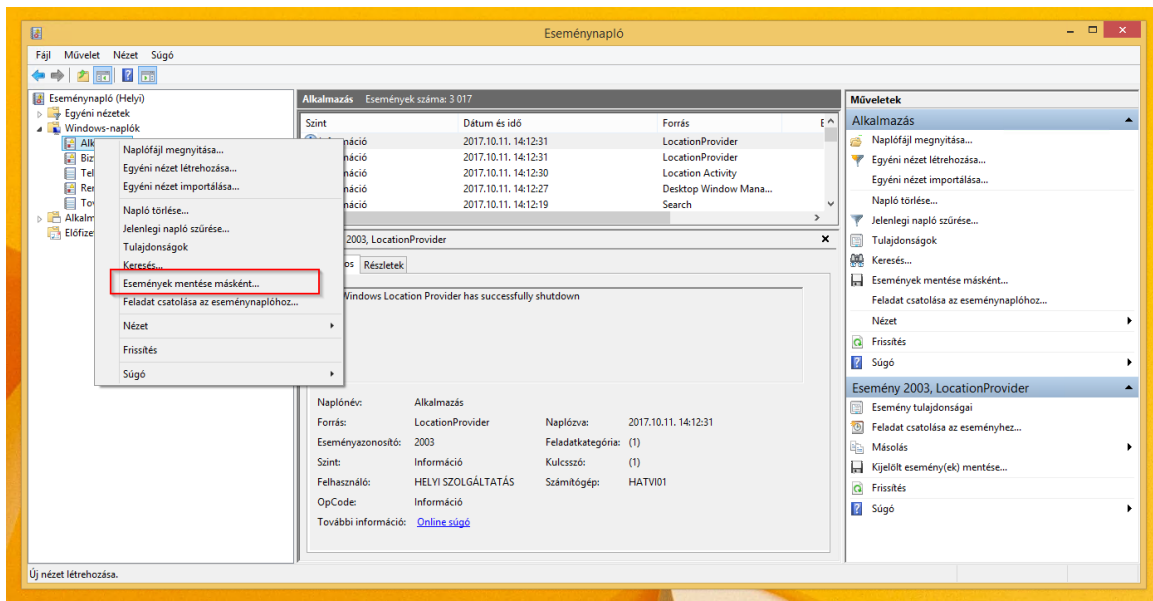 Eseménynapló
Fájl Művelet Nézet Súgó
Eseménynapló (Helyi)
Egyéni nézetek
Windows-naplók
Alk
Biz
Tel
Ren
Tov
Alkalm
Előfize
Naplófájl megnyitása...
Egyéni nézet létrehozása...
Egyéni nézet importálása...
Napló törlése...
Jelenlegi napló szűrése...
Tulajdonságok
Keresés...
Események mentése másként...
Feladat csatolása az eseménynaplóhoz...
Nézet
Frissítés
Súgó
Alkalmazás Események száma: 3 017
Szint Dátum és idő Forrás E
máció 2017.10.11. 14:12:31 LocationProvider
máció 2017.10.11. 14:12:31 LocationProvider
máció 2017.10.11. 14:12:30 Location Activity
máció 2017.10.11. 14:12:27 Desktop Window Mana...
máció 2017.10.11. 14:12:19 Search
2003, LocationProvider
os Részletek
Windows Location Provider has successfully shutdown
Naplónév: Alkalmazás
Forrás: LocationProvider Naplózva: 2017.10.11. 14:12:31
Eseményazonosító: 2003 Feladatkategória: (1)
Szint: Információ Kulcsszó: (1)
Felhasználó: HELYI SZOLGÁLTATÁS Számítógép: HATVI01
OpCode: Információ
További információ: Online súgó
Műveletek
Alkalmazás
Naplófájl megnyitása...
Egyéni nézet létrehozása...
Egyéni nézet importálása...
Napló törlése...
Jelenlegi napló szűrése...
Tulajdonságok
Keresés...
Események mentése másként...
Feladat csatolása az eseménynaplóhoz...
Nézet
Frissítés
Súgó
Esemény 2003, LocationProvider
Esemény tulajdonságai
Feladat csatolása az eseményhez...
Másolás
Kijelölt esemény(ek) mentése...
Frissítés
Súgó
Új nézet létrehozása.